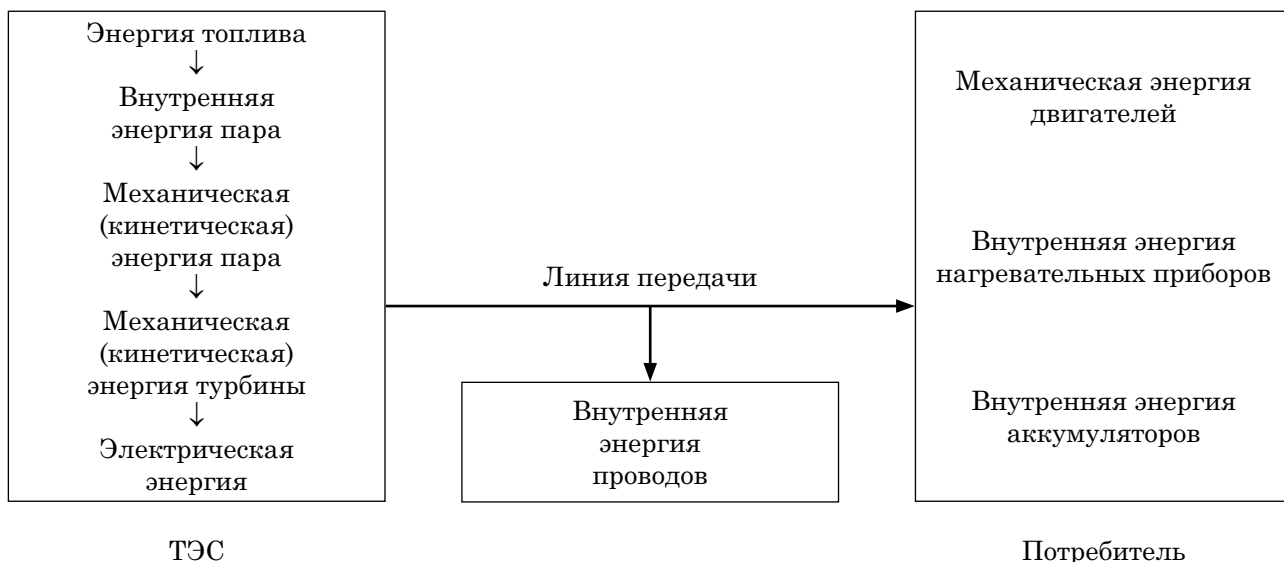 Энергия топлива
↓
Внутренняя
энергия пара
↓
Механическая
(кинетическая)
энергия пара
↓
Механическая
(кинетическая)
энергия турбины
↓
Электрическая
энергия
ТЭС
Линия передачи
Внутренняя
энергия
проводов
Механическая энергия
двигателей
Внутренняя энергия
нагревательных приборов
Внутренняя энергия
аккумуляторов
Потребитель